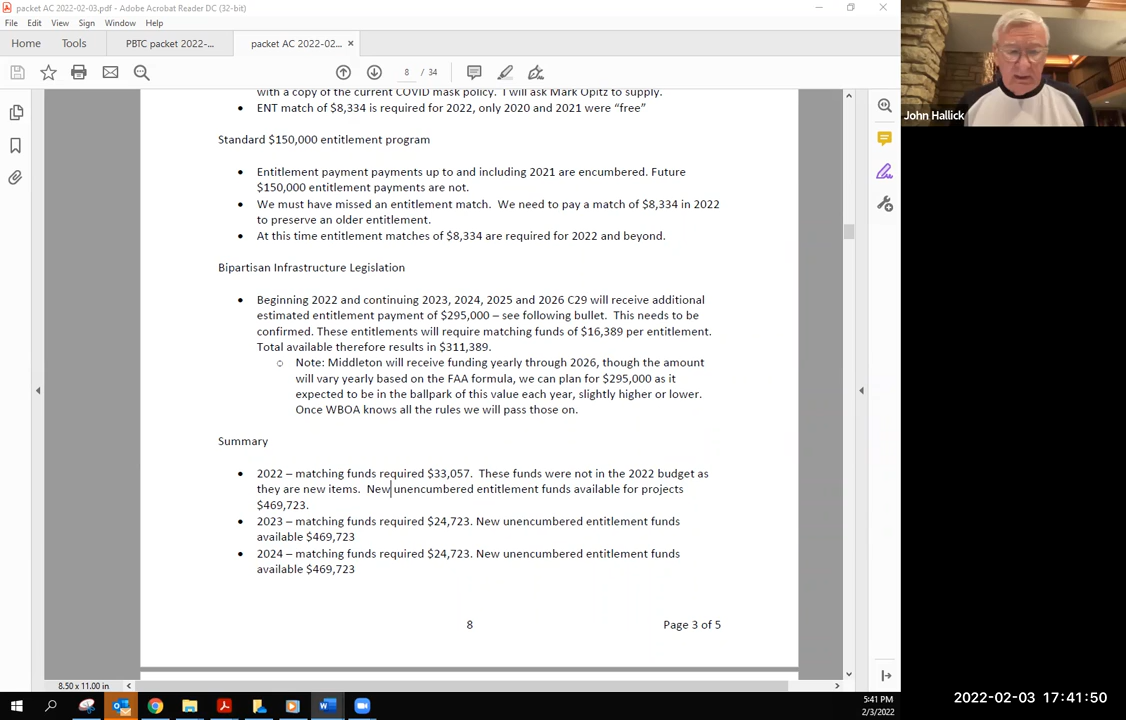 packet AC 2022-02-03.pdf - Adobe Acrobat Reader DC (32-bit)
File Edit View Sign Window Help
Home Tools PBTC packet 2022-... packet AC 2022-02... ×
8 / 34
with a copy of the current COVID mask policy. I will ask Mark Opitz to supply.
• ENT match of $8,334 is required for 2022, only 2020 and 2021 were “free”
Standard $150,000 entitlement program
• Entitlement payment payments up to and including 2021 are encumbered. Future
$150,000 entitlement payments are not.
• We must have missed an entitlement match. We need to pay a match of $8,334 in 2022
to preserve an older entitlement.
• At this time entitlement matches of $8,334 are required for 2022 and beyond.
Bipartisan Infrastructure Legislation
• Beginning 2022 and continuing 2023, 2024, 2025 and 2026 C29 will receive additional
estimated entitlement payment of $295,000 – see following bullet. This needs to be
confirmed. These entitlements will require matching funds of $16,389 per entitlement.
Total available therefore results in $311,389.
○ Note: Middleton will receive funding yearly through 2026, though the amount
will vary yearly based on the FAA formula, we can plan for $295,000 as it
expected to be in the ballpark of this value each year, slightly higher or lower.
Once WBOA knows all the rules we will pass those on.
Summary
• 2022 – matching funds required $33,057. These funds were not in the 2022 budget as
they are new items. New unencumbered entitlement funds available for projects
$469,723.
• 2023 – matching funds required $24,723. New unencumbered entitlement funds
available $469,723
• 2024 – matching funds required $24,723. New unencumbered entitlement funds
available $469,723
8 Page 3 of 5
8.50 x 11.00 in
5:41 PM
2/3/2022
John Hallick
2022-02-03 17:41:50